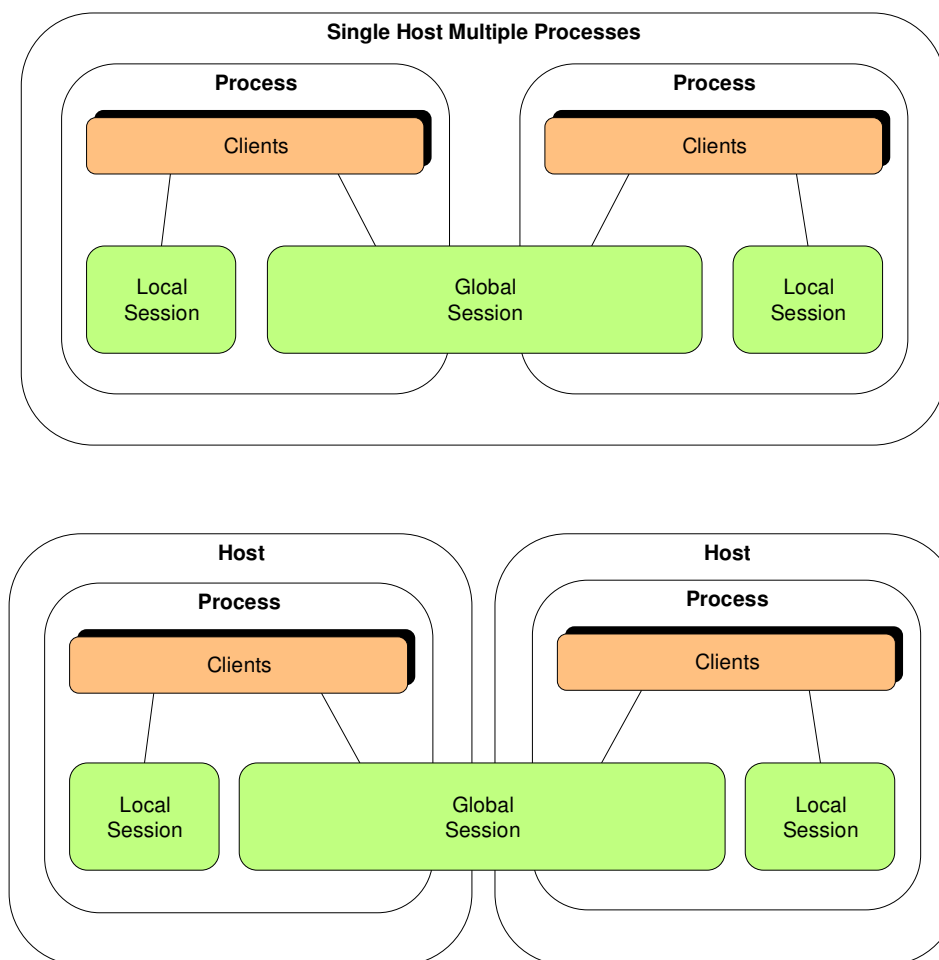 Single Host Multiple Processes
Process
Process
Clients
Clients
Local
Session
Global
Session
Local
Session
Host
Host
Process
Process
Clients
Clients
Local
Session
Global
Session
Local
Session